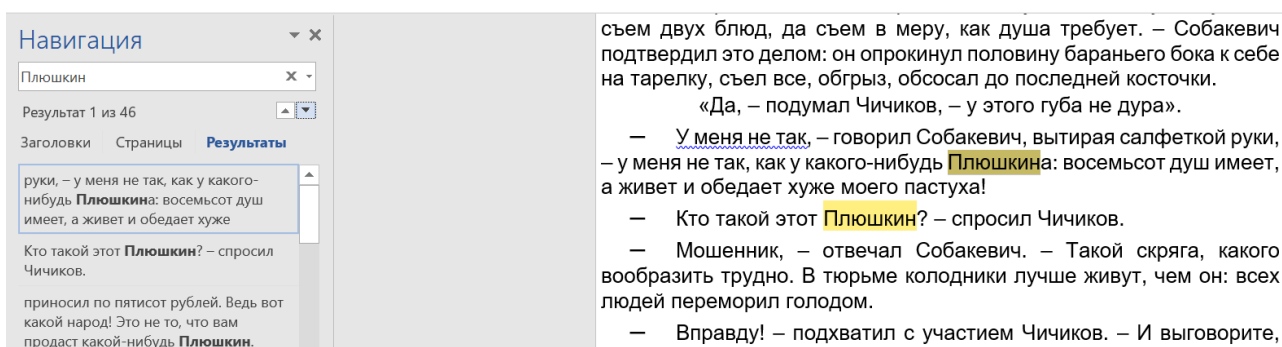 Навигация
Плюшкин
Результат 1 из 46
Заголовки Страницы Результаты
руки, – у меня не так, как у какого-
нибудь Плюшкина: восемьсот душ
имеет, а живет и обедает хуже
Кто такой этот Плюшкин? – спросил
Чичиков.
приносил по пятисот рублей. Ведь вот
какой народ! Это не то, что вам
продаст какой-нибудь Плюшкин.
съем двух блюд, да съем в меру, как душа требует. – Собакевич
подтвердил это делом: он опрокинул половину бараньего бока к себе
на тарелку, съел все, обгрыз, обсосал до последней косточки.
«Да, – подумал Чичиков, – у этого губа не дура».
— У меня не так, – говорил Собакевич, вытирая салфеткой руки,
– у меня не так, как у какого-нибудь Плюшкина: восемьсот душ имеет,
а живет и обедает хуже моего пастуха!
— Кто такой этот Плюшкин? – спросил Чичиков.
— Мошенник, – отвечал Собакевич. – Такой скряга, какого
вообразить трудно. В тюрьме колодники лучше живут, чем он: всех
людей переморил голодом.
— Вправду! – подхватил с участием Чичиков. – И выговорите,